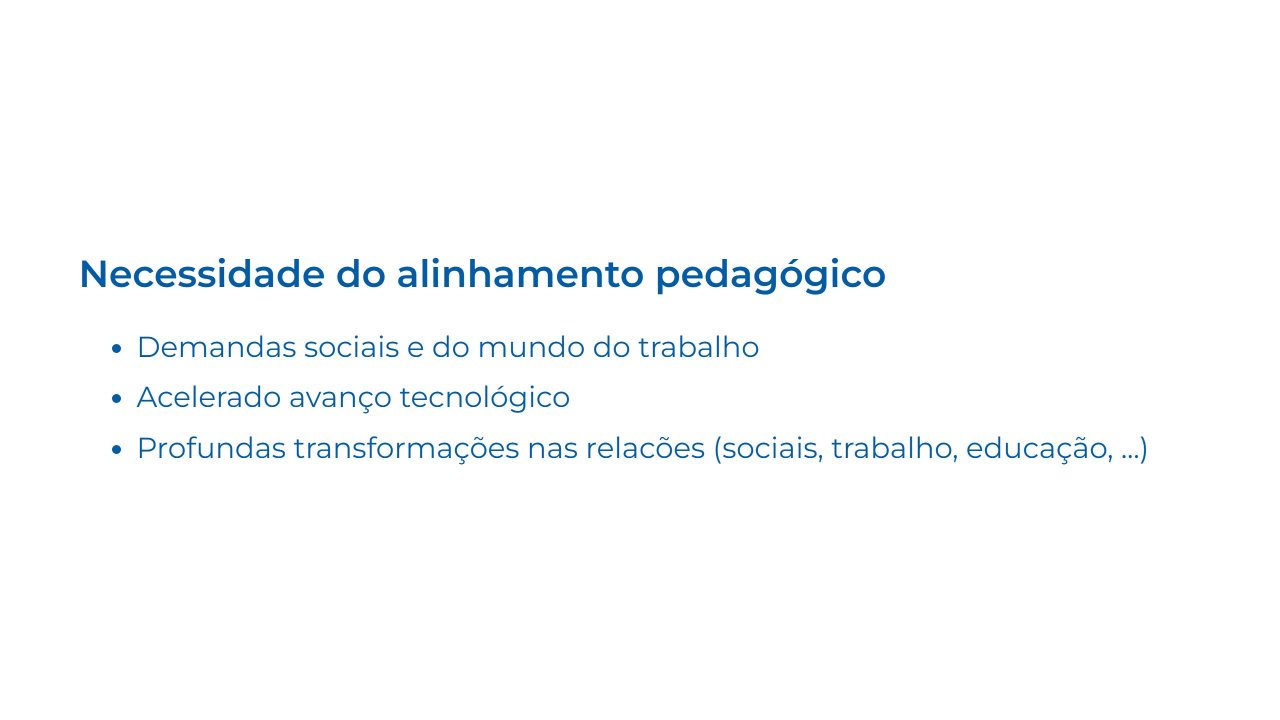 Necessidade do alinhamento pedagógico
• Demandas sociais e do mundo do trabalho
• Acelerado avanço tecnológico
• Profundas transformações nas relacões (sociais, trabalho, educação, ...)